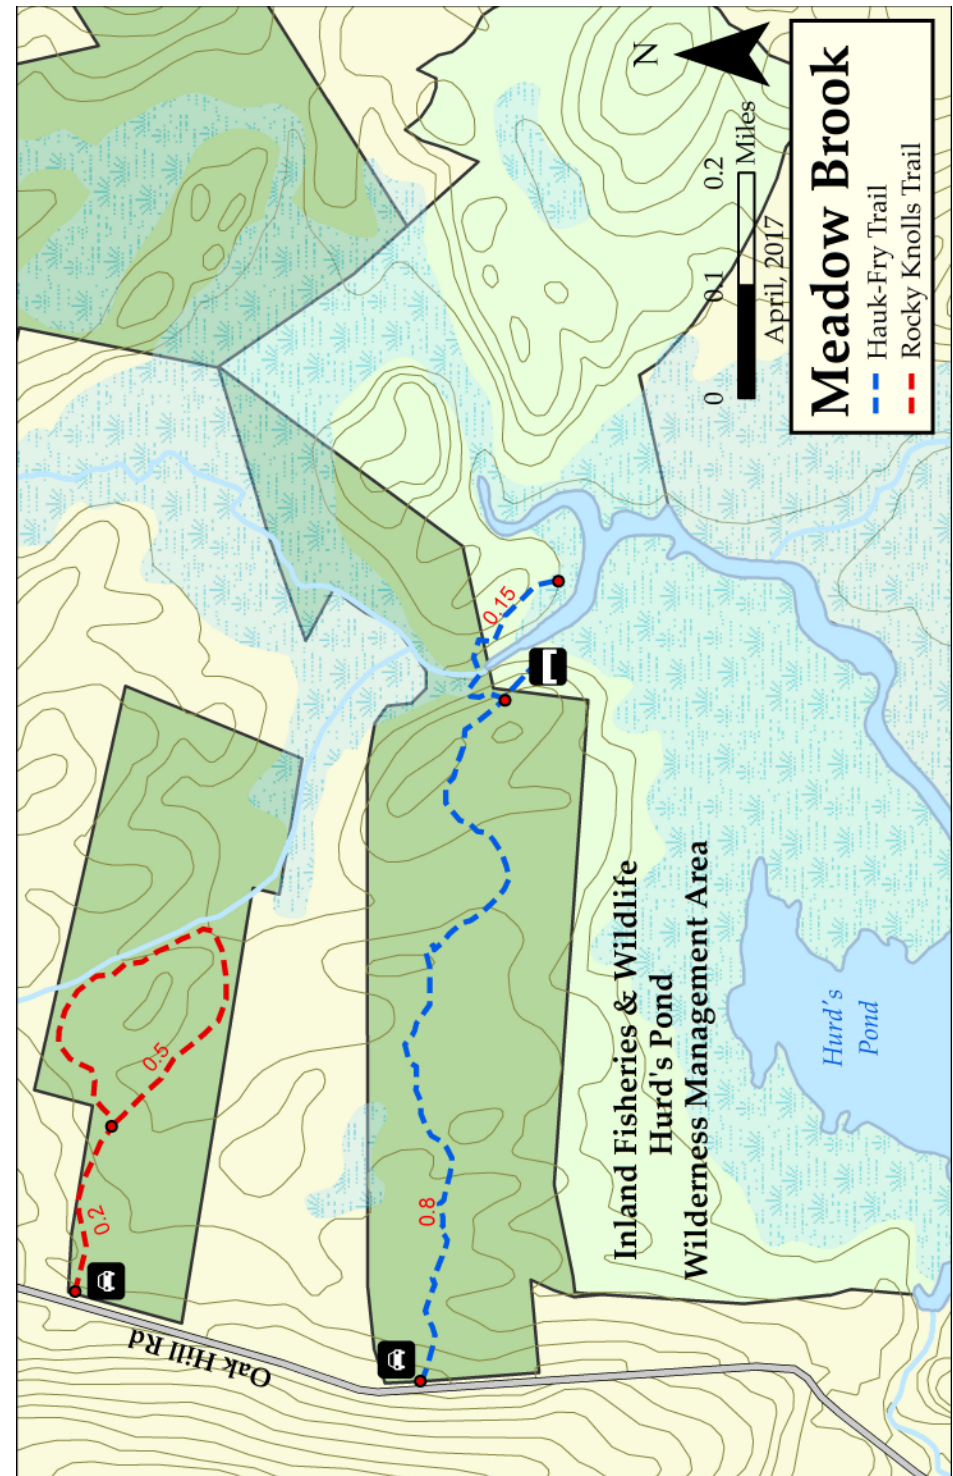 N
0 0.1 0.2
Miles
April, 2017
Meadow Brook
Hauk-Fry Trail
Rocky Knolls Trail
0.2
0.5
0.8
0.15
Oak Hill Rd
Inland Fisheries & Wildlife
Hurd's Pond
Wilderness Management Area
Hurd's
Pond